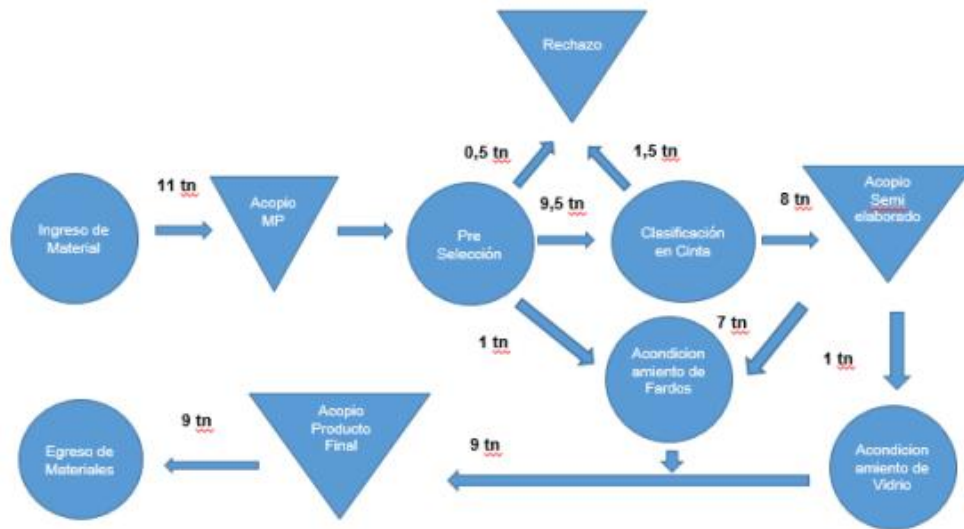 Rechazo
0,5 tn
1,5 tn
11 tn
Acopio
MP
9,5 tn
8 tn
Acopio
Semi
elaborado
Ingreso de
Material
Pre
Selección
Clasificación
en Cinta
1 tn
7 tn
1 tn
Acondicion
amiento de
Fardos
Egreso de
Materiales
9 tn
Acopio
Producto
Final
9 tn
Acondicion
amiento de
Vidrio